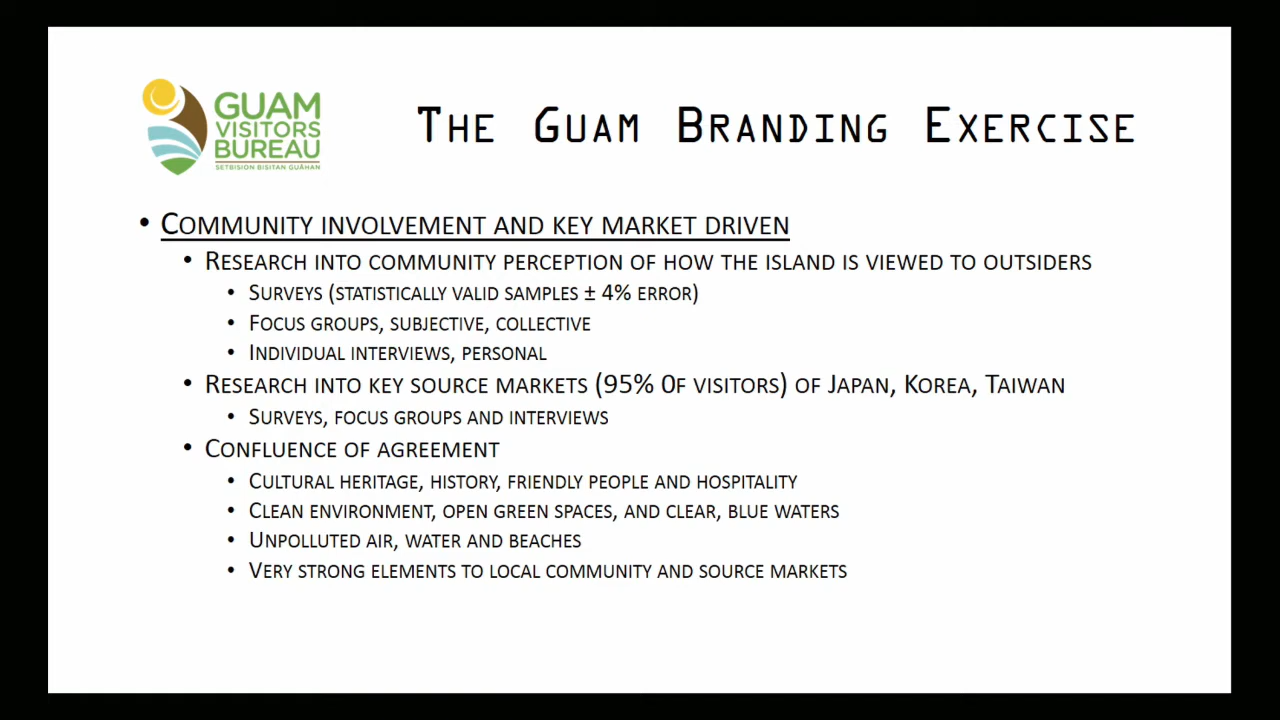 GUAM
VISITORS
BUREAU
SETBISION BISITAN GUÅHAN
The Guam Branding Exercise
• Community involvement and key market driven
• Research into community perception of how the island is viewed to outsiders
• Surveys (statistically valid samples ± 4% error)
• Focus groups, subjective, collective
• Individual interviews, personal
• Research into key source markets (95% 0f visitors) of Japan, Korea, Taiwan
• Surveys, focus groups and interviews
• Confluence of agreement
• Cultural heritage, history, friendly people and hospitality
• Clean environment, open green spaces, and clear, blue waters
• Unpolluted air, water and beaches
• Very strong elements to local community and source markets